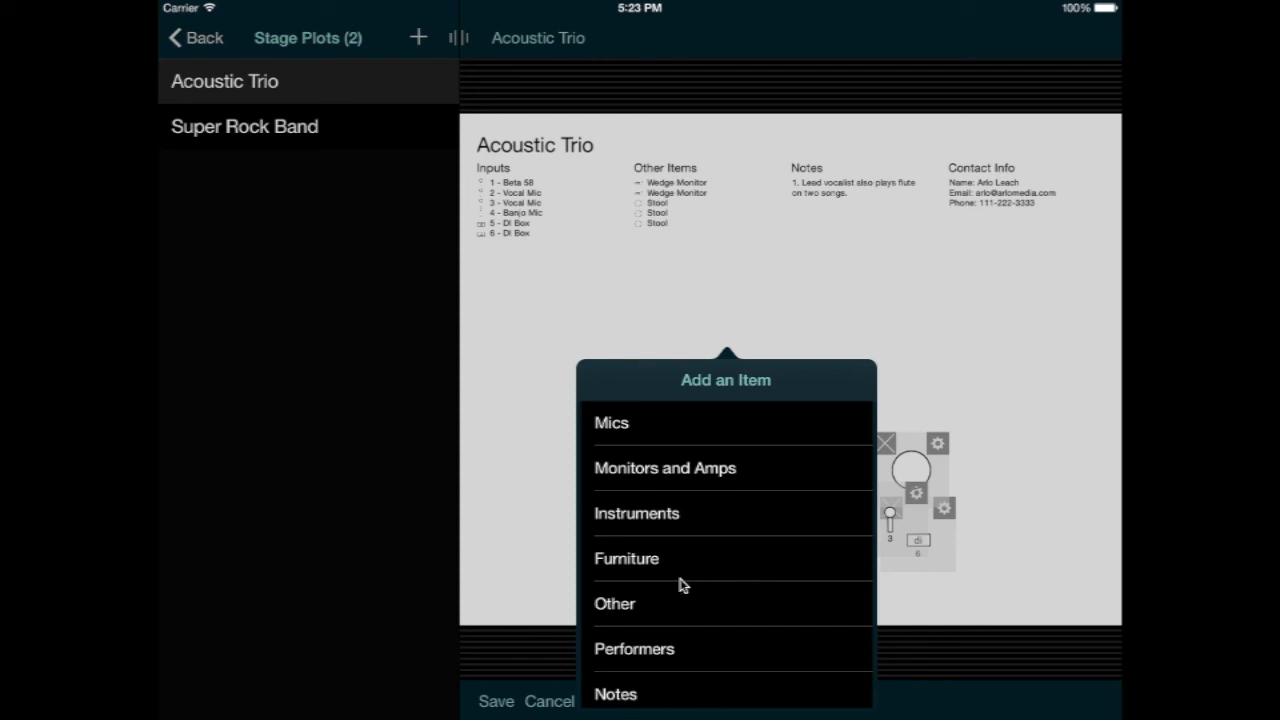 Carrier
5:23 PM
100%
Back
Stage Plots (2)
+
Acoustic Trio
Acoustic Trio
Super Rock Band
Acoustic Trio
Inputs
1 - Beta 58
2 - Vocal Mic
3 - Vocal Mic
4 - Banjo Mic
5 - DI Box
6 - DI Box
Other Items
Wedge Monitor
Wedge Monitor
Stool
Stool
Stool
Notes
1. Lead vocalist also plays flute
on two songs.
Contact Info
Name: Arlo Leach
Email: arlo@arlomedia.com
Phone: 111-222-3333
Add an Item
Mics
Monitors and Amps
Instruments
Furniture
Other
Performers
Notes
3
di
6
Save
Cancel